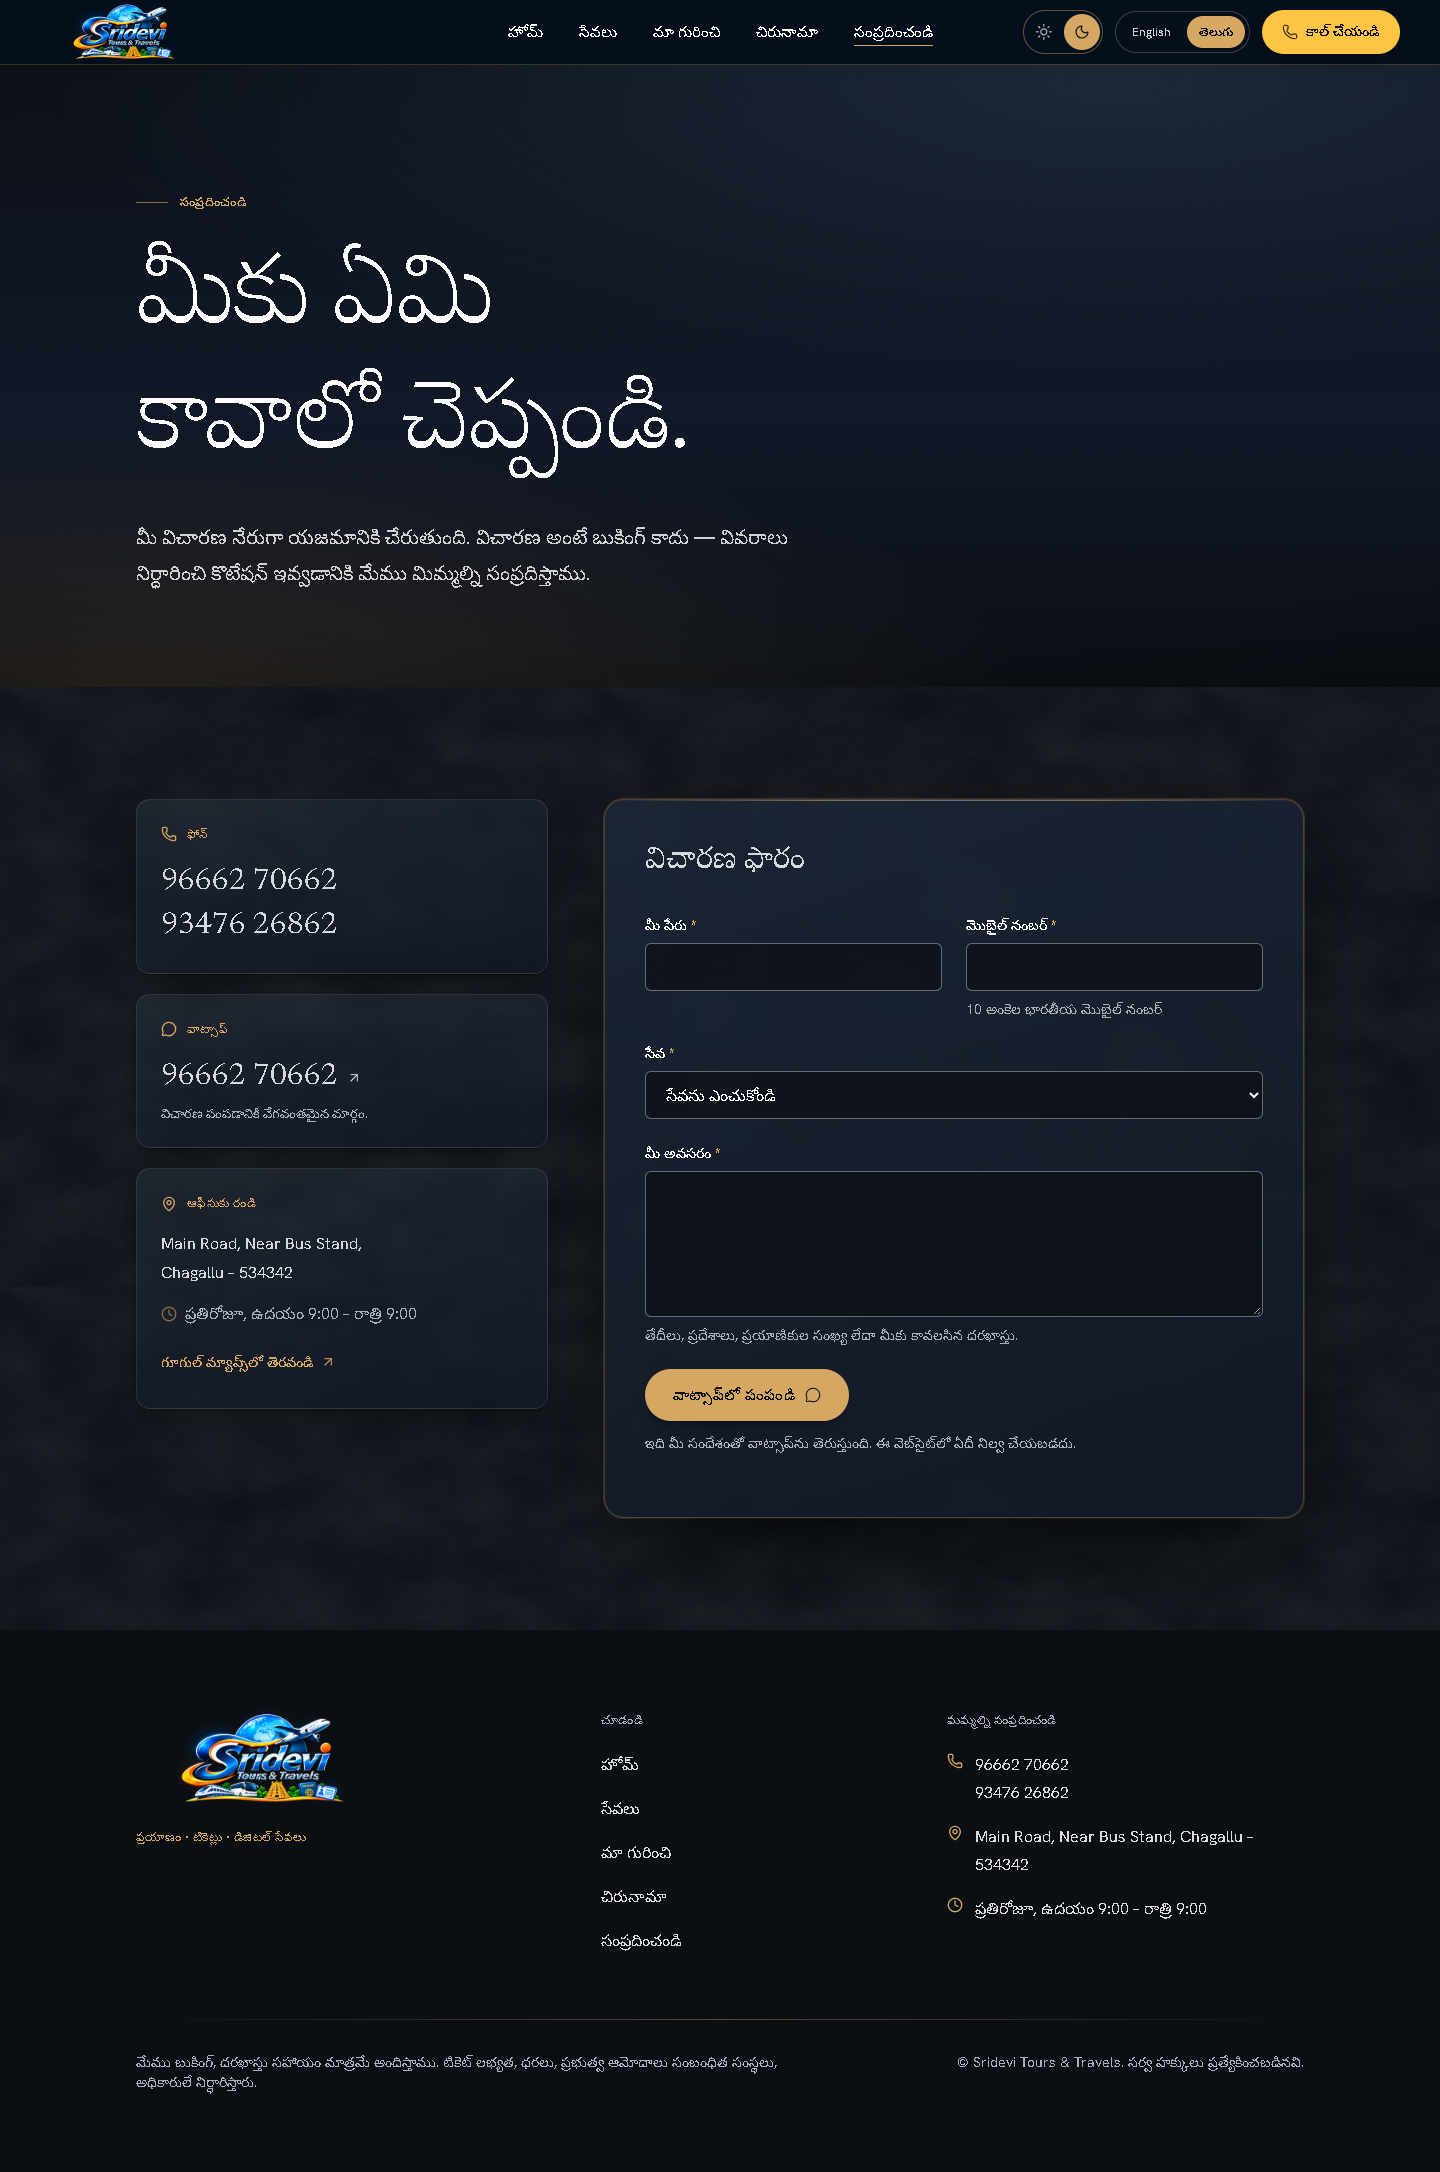 Sridevi
Tours & Travels
హోమ్
సేవలు
మా గురించి
చిరునామా
సంప్రదించండి
English
తెలుగు
కాల్ చేయండి
సంప్రదించండి
మీకు ఏమి
కావాలో చెప్పండి.
మీ విచారణ నేరుగా యజమానికి చేరుతుంది. విచారణ అంటే బుకింగ్ కాదు — వివరాలు
నిర్ధారించి కొటేషన్ ఇవ్వడానికి మేము మిమ్మల్ని సంప్రదిస్తాము.
ఫోన్
96662 70662
93476 26862
వాట్సాప్
96662 70662
విచారణ పంపడానికి వేగవంతమైన మార్గం.
ఆఫీసుకు రండి
Main Road, Near Bus Stand,
Chagallu – 534342
ప్రతిరోజూ, ఉదయం 9:00 – రాత్రి 9:00
గూగుల్ మ్యాప్స్‌లో తెరవండి
విచారణ ఫారం
మీ పేరు *
మొబైల్ నంబర్ *
10 అంకెల భారతీయ మొబైల్ నంబర్
సేవ *
సేవను ఎంచుకోండి
మీ అవసరం *
తేదీలు, ప్రదేశాలు, ప్రయాణికుల సంఖ్య లేదా మీకు కావలసిన దరఖాస్తు.
వాట్సాప్‌లో పంపండి
ఇది మీ సందేశంతో వాట్సాప్‌ను తెరుస్తుంది. ఈ వెబ్‌సైట్‌లో ఏదీ నిల్వ చేయబడదు.
Sridevi
Tours & Travels
ప్రయాణం • టికెట్లు • డిజిటల్ సేవలు
చూడండి
హోమ్
సేవలు
మా గురించి
చిరునామా
సంప్రదించండి
మమ్మల్ని సంప్రదించండి
96662 70662
93476 26862
Main Road, Near Bus Stand, Chagallu –
534342
ప్రతిరోజూ, ఉదయం 9:00 – రాత్రి 9:00
మేము బుకింగ్, దరఖాస్తు సహాయం మాత్రమే అందిస్తాము. టికెట్ లభ్యత, ధరలు, ప్రభుత్వ ఆమోదాలు సంబంధిత సంస్థలు,
అధికారులే నిర్ధారిస్తారు.
© Sridevi Tours & Travels. సర్వ హక్కులు ప్రత్యేకించబడినవి.